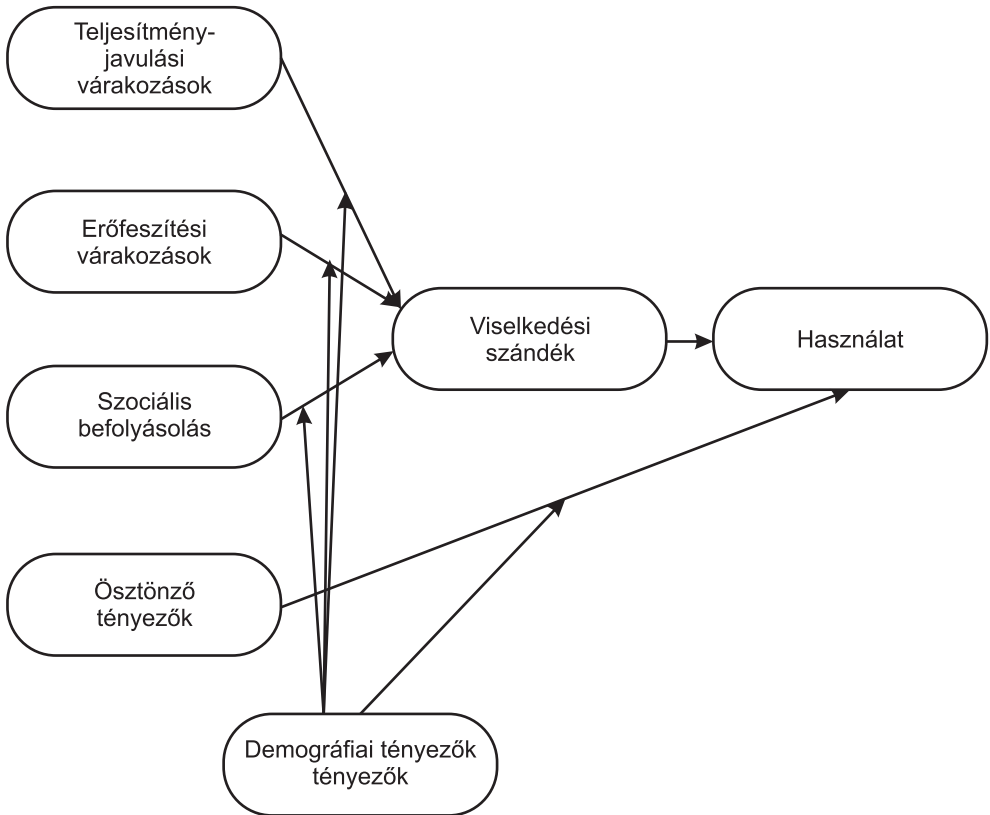 Teljesítmény-
javulási
várakozások
Erőfeszítési
várakozások
Szociális
befolyásolás
Ösztönző
tényezők
Viselkedési
szándék
Használat
Demográfiai tényezők
tényezők